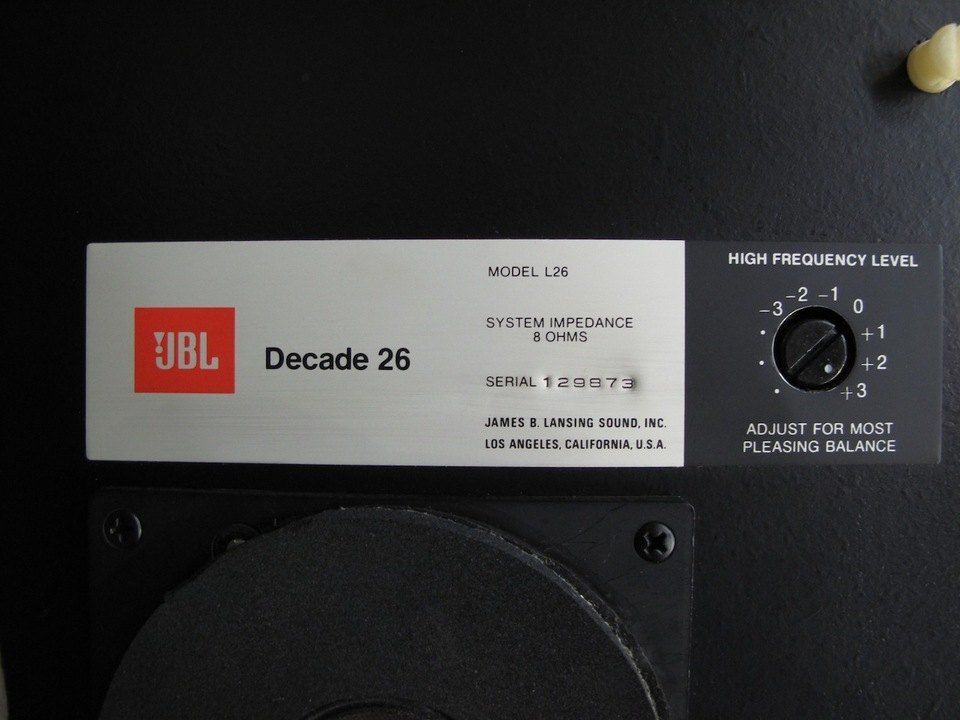 JBL
Decade 26
MODEL L26
SYSTEM IMPEDANCE
8 OHMS
SERIAL 129873
JAMES B. LANSING SOUND, INC.
LOS ANGELES, CALIFORNIA, U.S.A.
HIGH FREQUENCY LEVEL
-3 -2 -1 0 +1 +2 +3
ADJUST FOR MOST
PLEASING BALANCE